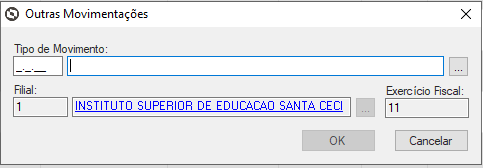 Outras Movimentações
Tipo de Movimento:
_._.__
...
Filial:
Exercício Fiscal:
1
INSTITUTO SUPERIOR DE EDUCACAO SANTA CECI
...
11
OK
Cancelar